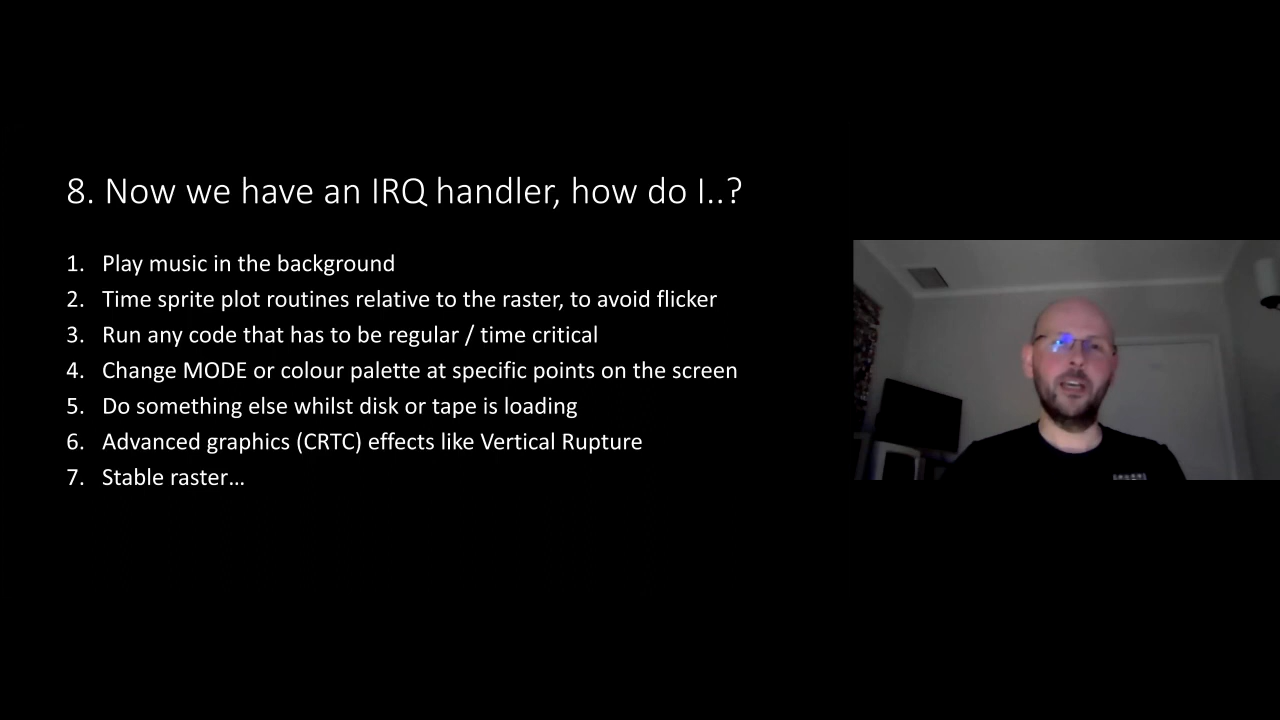 8. Now we have an IRQ handler, how do I..?
1. Play music in the background
2. Time sprite plot routines relative to the raster, to avoid flicker
3. Run any code that has to be regular / time critical
4. Change MODE or colour palette at specific points on the screen
5. Do something else whilst disk or tape is loading
6. Advanced graphics (CRTC) effects like Vertical Rupture
7. Stable raster...